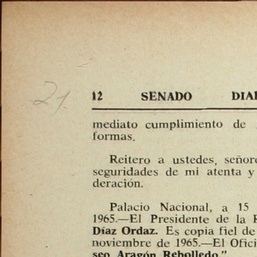 21.
12 SENADO DIA
mediato cumplimiento de
formas.
Reitero a ustedes, señor
seguridades de mi atenta y
deración.
Palacio Nacional, a 15
1965.—El Presidente de la
Díaz Ordaz. Es copia fiel de
noviembre de 1965.—El Ofici
seo Aragón Rebolledo."